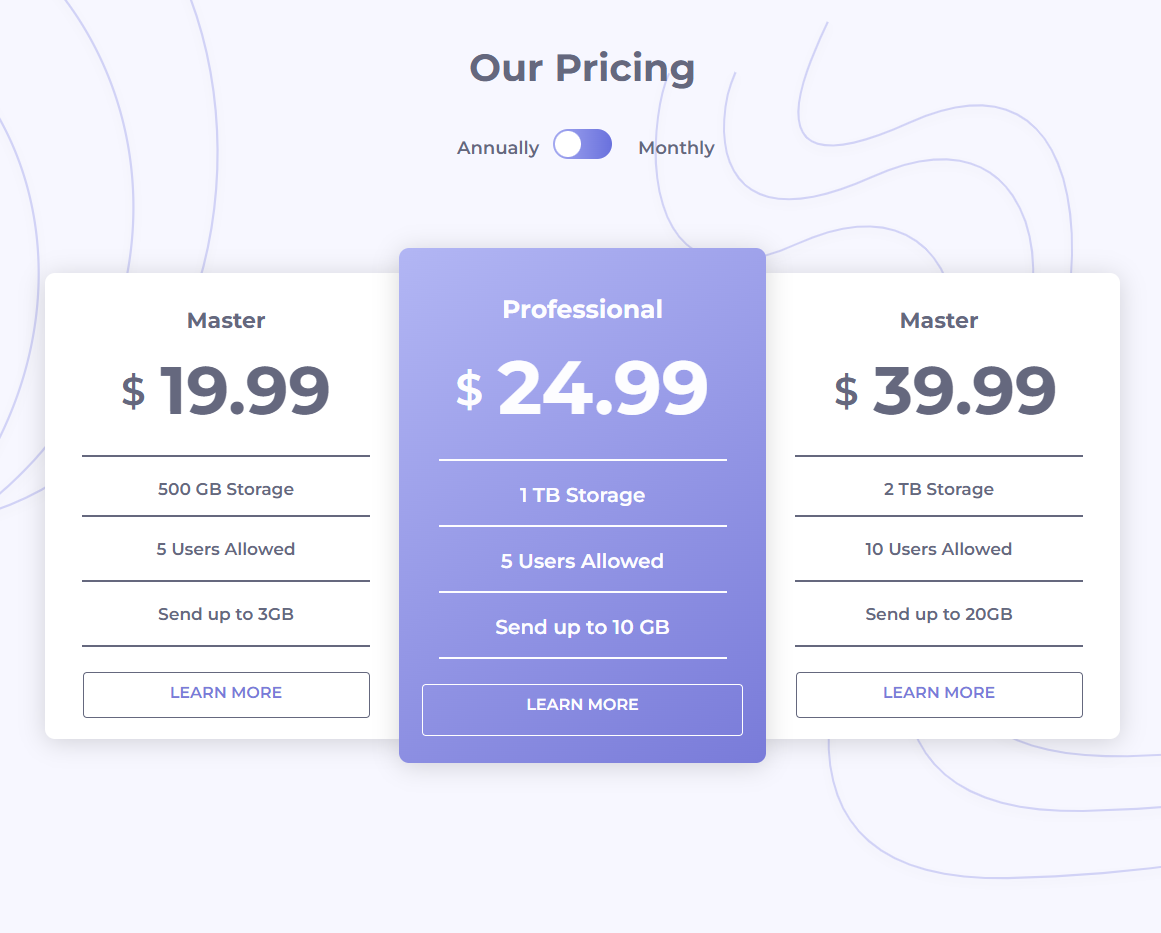 Our Pricing
Annually Monthly
Master
$ 19.99
500 GB Storage
5 Users Allowed
Send up to 3GB
LEARN MORE
Professional
$ 24.99
1 TB Storage
5 Users Allowed
Send up to 10 GB
LEARN MORE
Master
$ 39.99
2 TB Storage
10 Users Allowed
Send up to 20GB
LEARN MORE